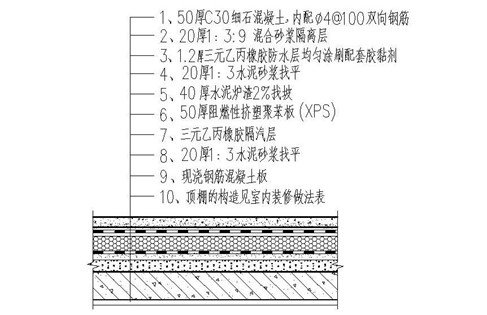 1、50厚C30细石混凝土,内配φ4@100双向钢筋
2、20厚1:3:9 混合砂浆隔离层
3、1.2厚三元乙丙橡胶防水层均匀涂刷配套胶黏剂
4、20厚1:3水泥砂浆找平
5、40厚水泥炉渣2%找坡
6、50厚阻燃性挤塑聚苯板(XPS)
7、三元乙丙橡胶隔汽层
8、20厚1:3水泥砂浆找平
9、现浇钢筋混凝土板
10、顶棚的构造见室内装修做法表